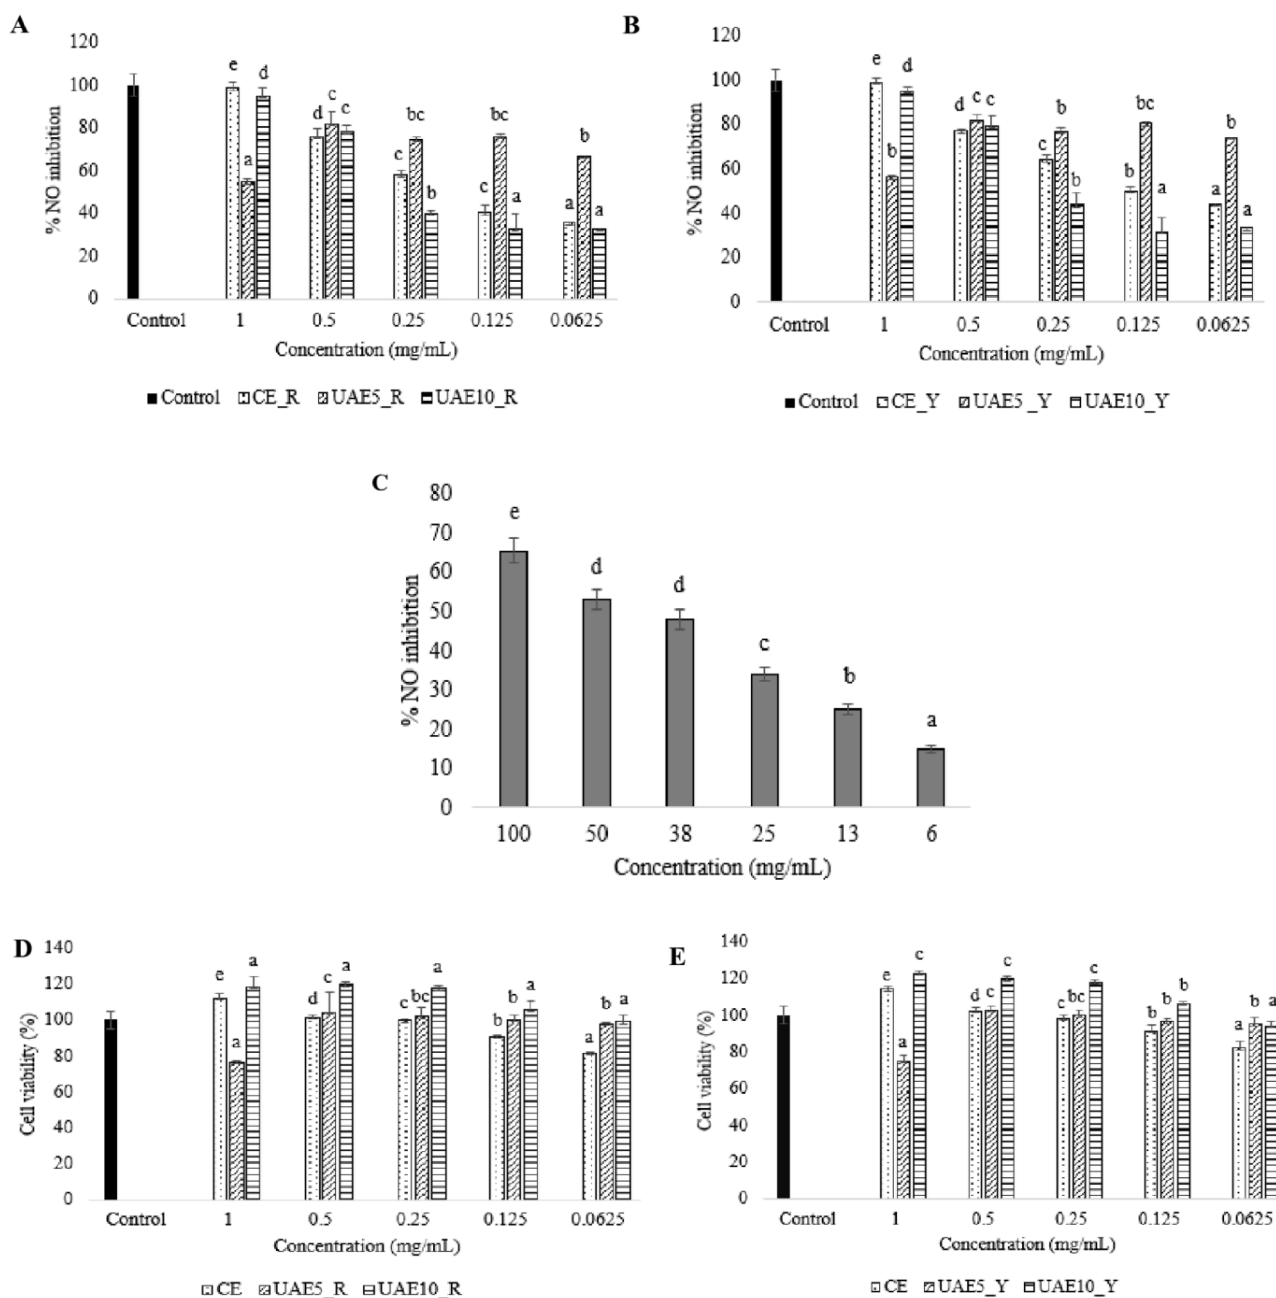 A
% NO inhibition
120
100
80
60
40
20
0
e a d
d c c
c bc b
c bc a
a b a
Control 1 0.5 0.25 0.125 0.0625
Concentration (mg/mL)
Control CE_R UAE5_R UAE10_R
B
% NO inhibition
120
100
80
60
40
20
0
e b d
d c c
c b b
b bc a
a b a
Control 1 0.5 0.25 0.125 0.0625
Concentration (mg/mL)
Control CE_Y UAE5_Y UAE10_Y
C
% NO inhibition
80
70
60
50
40
30
20
10
0
e d d c b a
100 50 38 25 13 6
Concentration (mg/mL)
D
Cell viability (%)
140
120
100
80
60
40
20
0
e a a
d c a
c bc a
b b a
a b a
Control 1 0.5 0.25 0.125 0.0625
Concentration (mg/mL)
CE UAE5_R UAE10_R
E
Cell viability (%)
140
120
100
80
60
40
20
0
e a c
d c c
c bc c
b b b
a b a
Control 1 0.5 0.25 0.125 0.0625
Concentration (mg/mL)
CE UAE5_Y UAE10_Y